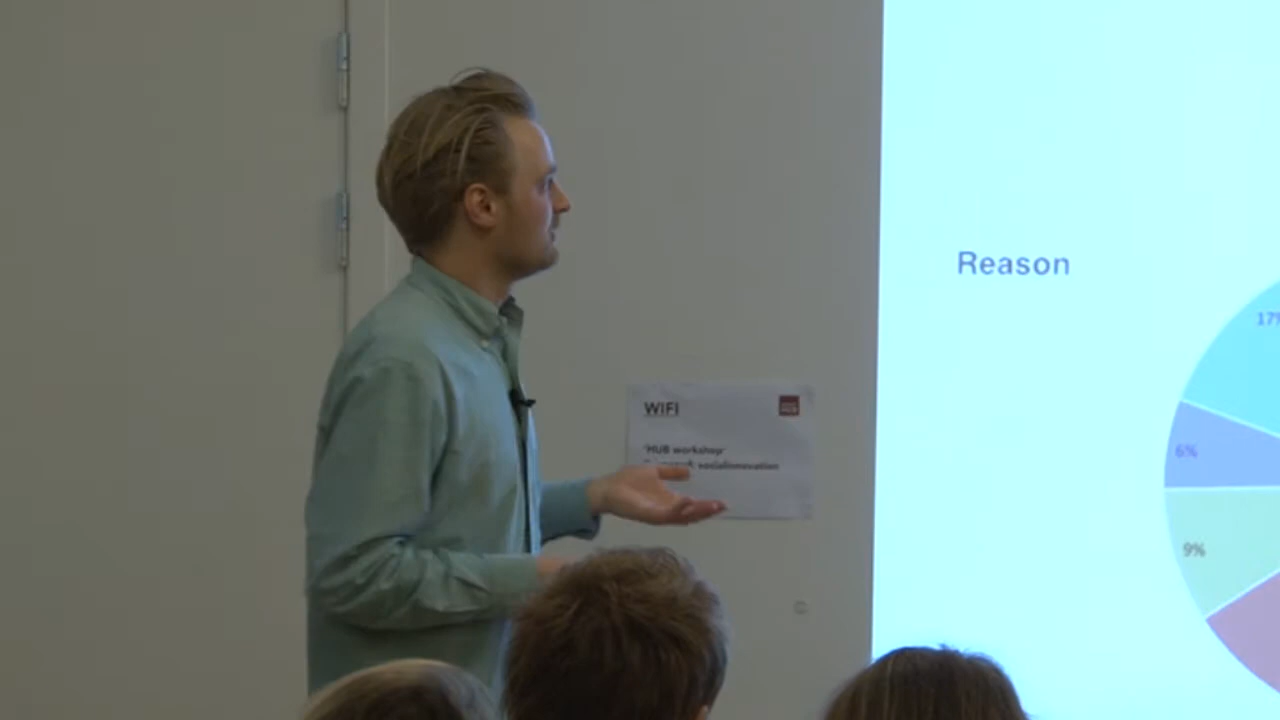 Reason
17%
6%
9%
WIFI
'HUB workshop'
socialinnovation